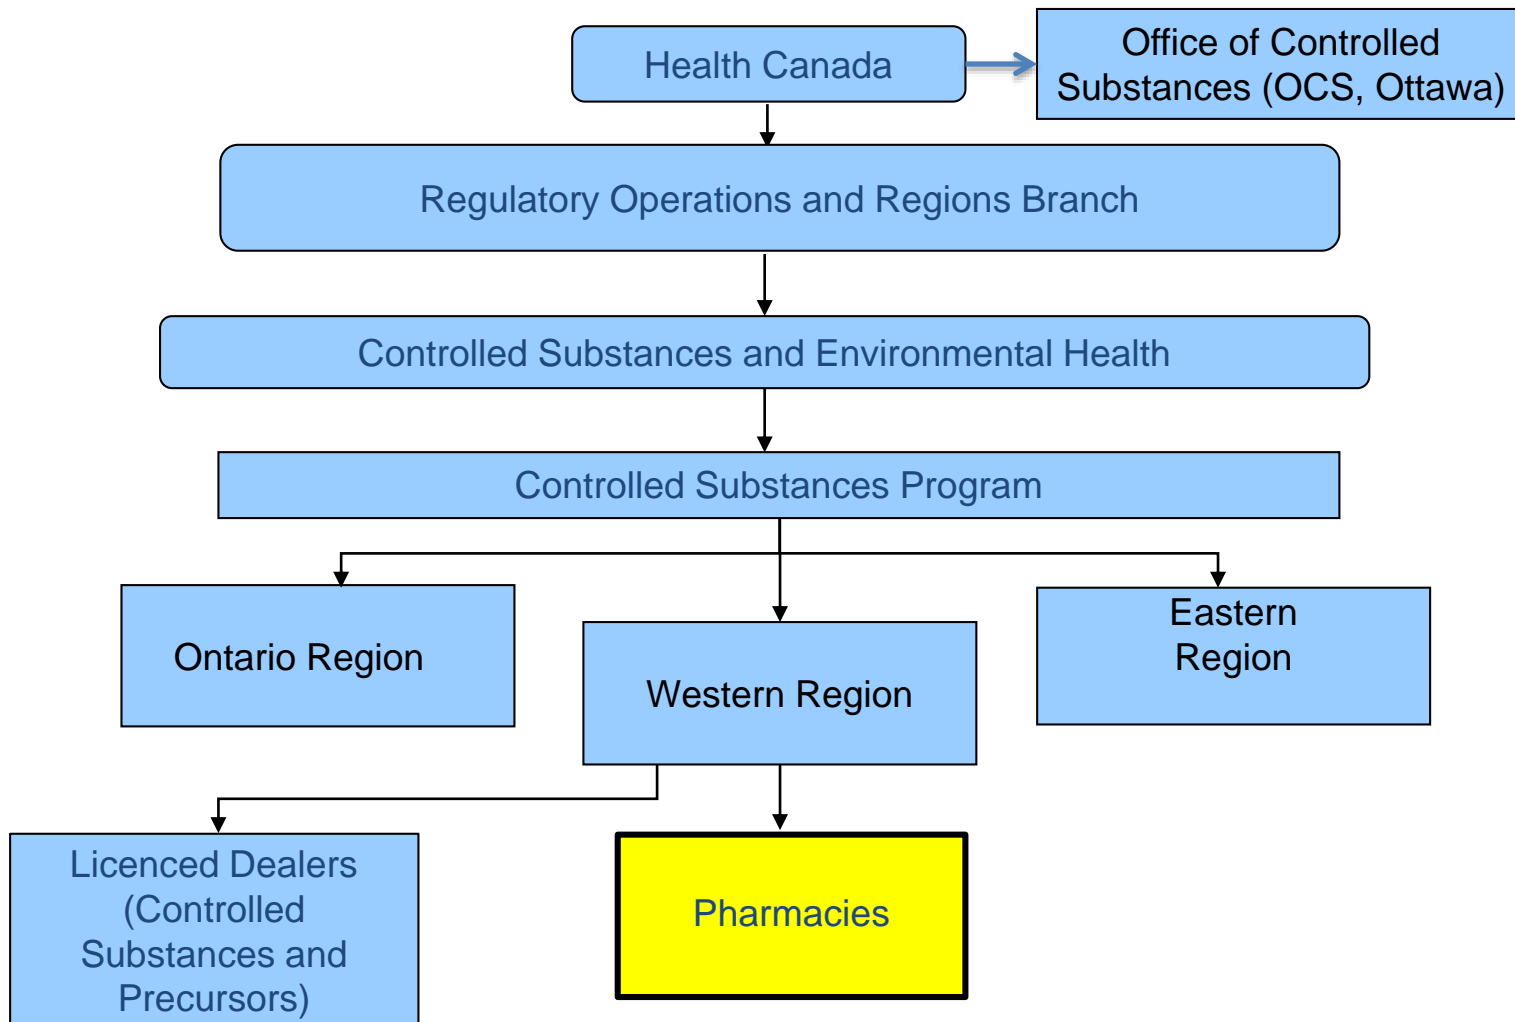 Health Canada
Office of Controlled
Substances (OCS, Ottawa)
Regulatory Operations and Regions Branch
Controlled Substances and Environmental Health
Controlled Substances Program
Ontario Region
Western Region
Eastern
Region
Licenced Dealers
(Controlled
Substances and
Precursors)
Pharmacies